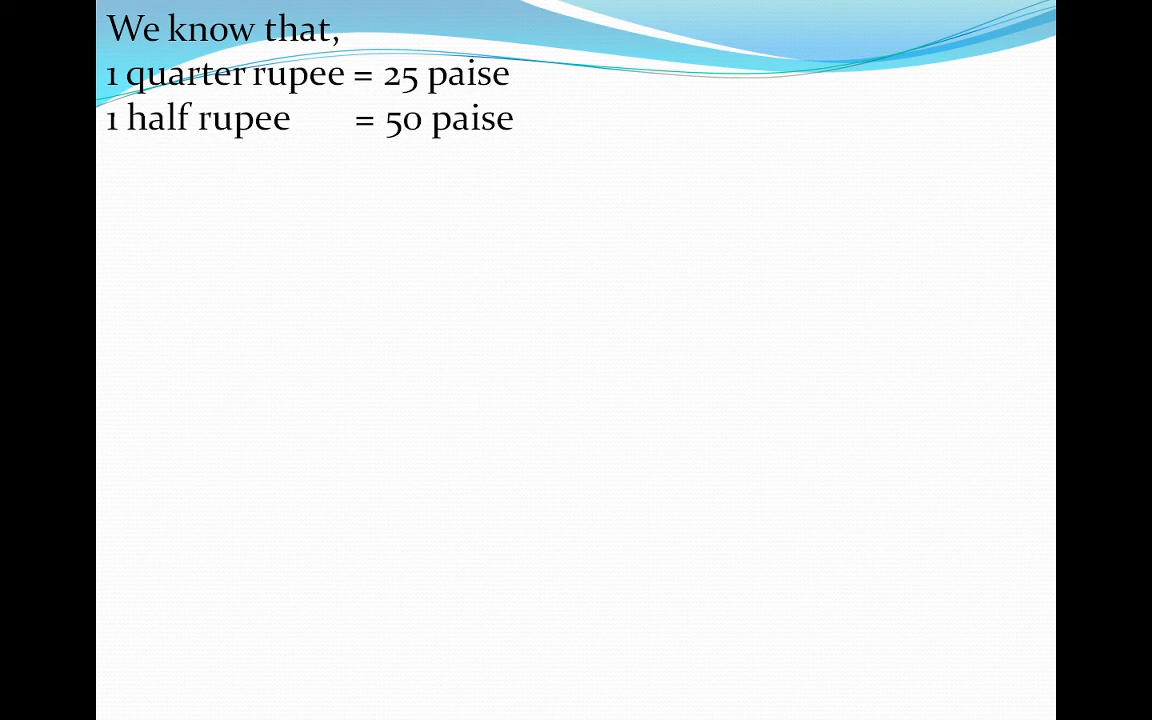 We know that,
1 quarter rupee = 25 paise
1 half rupee = 50 paise